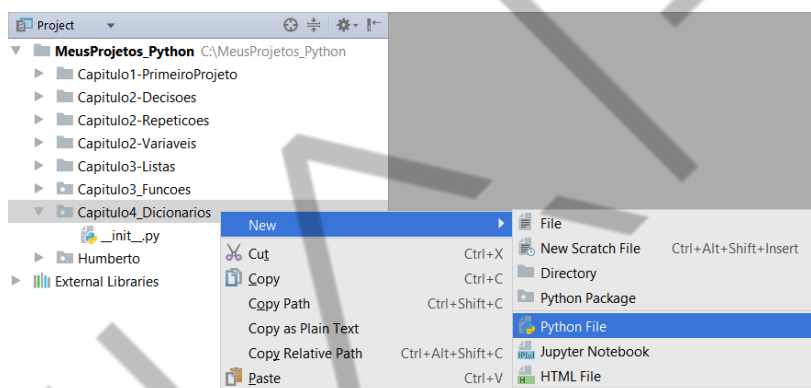 Project
MeusProjetos_Python C:\MeusProjetos_Python
Capitulo1-PrimeiroProjeto
Capitulo2-Decisoes
Capitulo2-Repeticoes
Capitulo2-Variaveis
Capitulo3-Listas
Capitulo3_Funcoes
Capitulo4_Dicionarios
__init__.py
Humberto
External Libraries
New
Cut Ctrl+X
Copy Ctrl+C
Copy Path Ctrl+Shift+C
Copy as Plain Text
Copy Relative Path Ctrl+Alt+Shift+C
Paste Ctrl+V
File
New Scratch File Ctrl+Alt+Shift+Insert
Directory
Python Package
Python File
Jupyter Notebook
HTML File